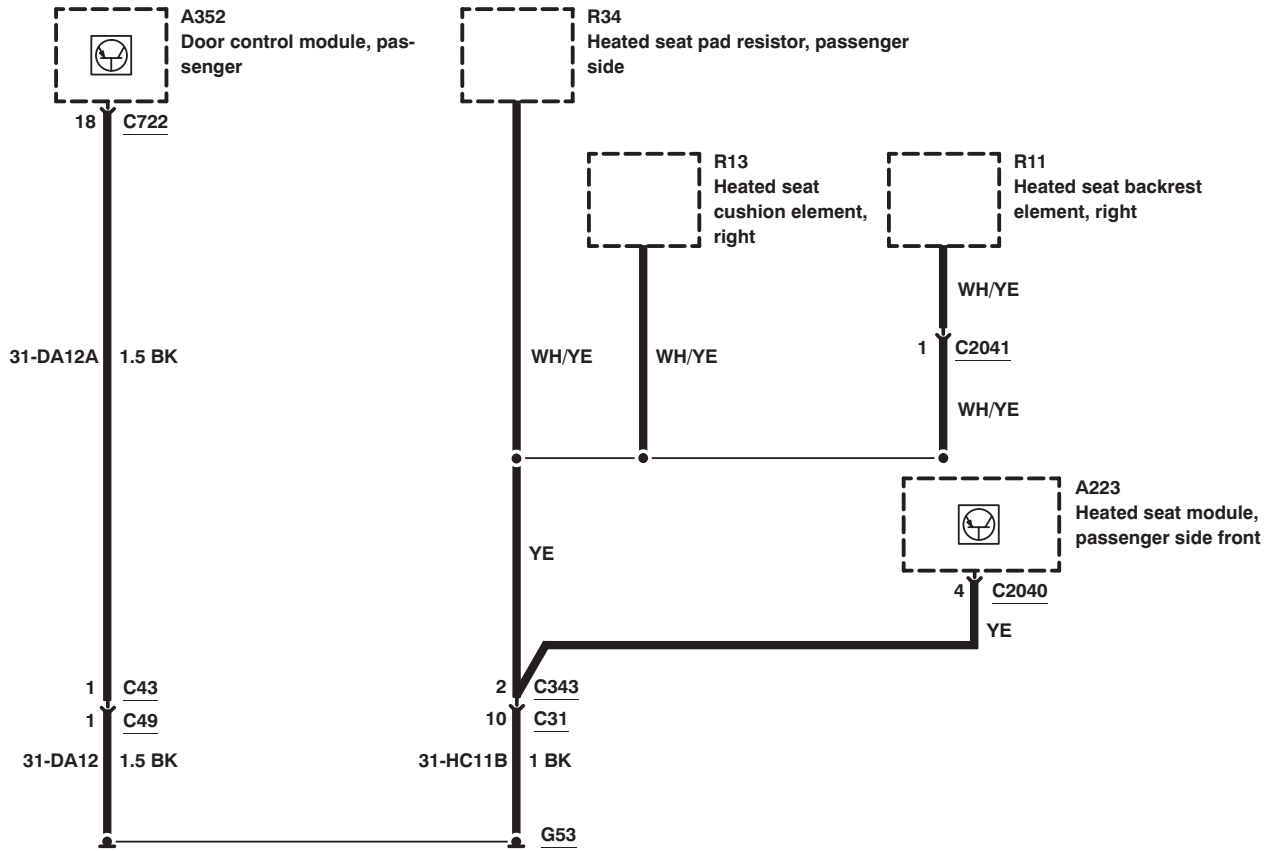 A352
Door control module, pas-
senger
R34
Heated seat pad resistor, passenger
side
18 C722
R13
Heated seat
cushion element,
right
R11
Heated seat backrest
element, right
WH/YE
1 C2041
31-DA12A 1.5 BK
WH/YE
WH/YE
WH/YE
A223
Heated seat module,
passenger side front
YE
4 C2040
YE
1 C43
2 C343
1 C49
10 C31
31-DA12 1.5 BK
31-HC11B 1 BK
G53